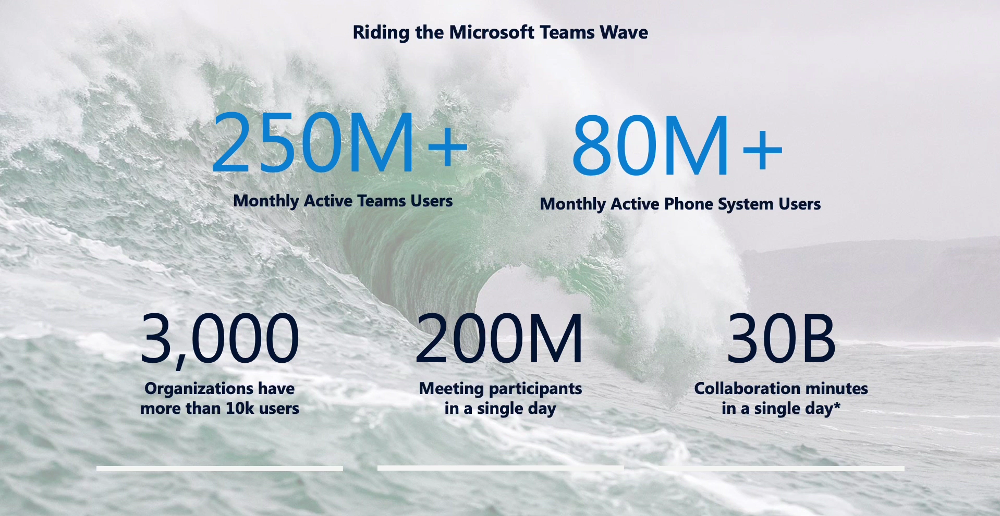 Riding the Microsoft Teams Wave
250M+
Monthly Active Teams Users
80M+
Monthly Active Phone System Users
3,000
Organizations have
more than 10k users
200M
Meeting participants
in a single day
30B
Collaboration minutes
in a single day*